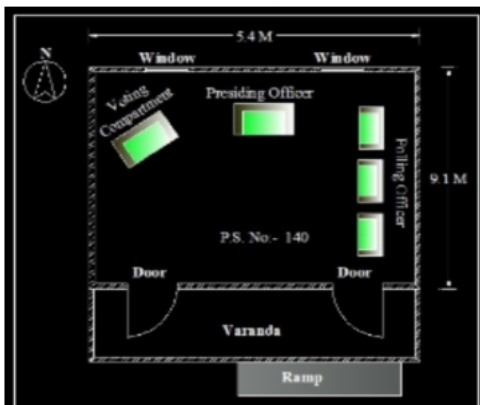 5.4 M
N
Window
Window
Voting
Compartment
Presiding Officer
Polling Officer
9.1 M
P.S. No:- 140
Door
Door
Varanda
Ramp